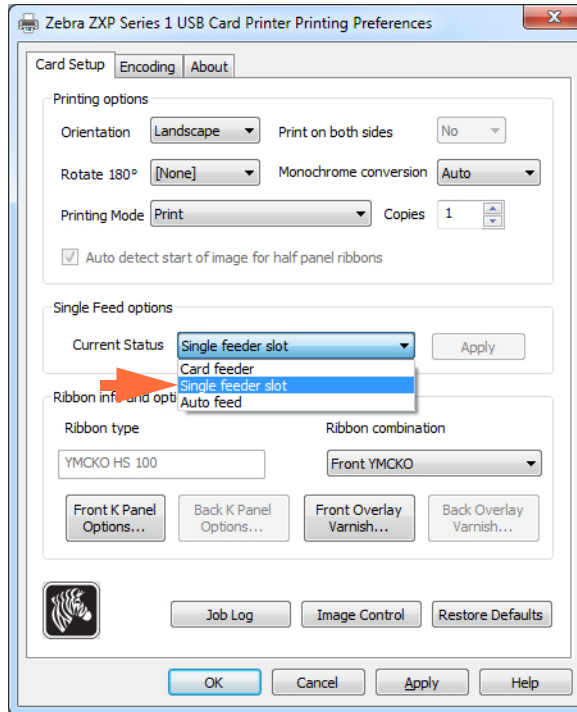 Zebra ZXP Series 1 USB Card Printer Printing Preferences
Card Setup Encoding About
Printing options
Orientation Landscape Print on both sides No
Rotate 180° [None] Monochrome conversion Auto
Printing Mode Print Copies 1
Auto detect start of image for half panel ribbons
Single Feed options
Current Status Single feeder slot Apply
Card feeder
Single feeder slot
Auto feed
Ribbon info and opti
Ribbon type Ribbon combination
YMCKO HS 100 Front YMCKO
Front K Panel Back K Panel Front Overlay Back Overlay
Options... Options... Varnish... Varnish...
Job Log Image Control Restore Defaults
OK Cancel Apply Help